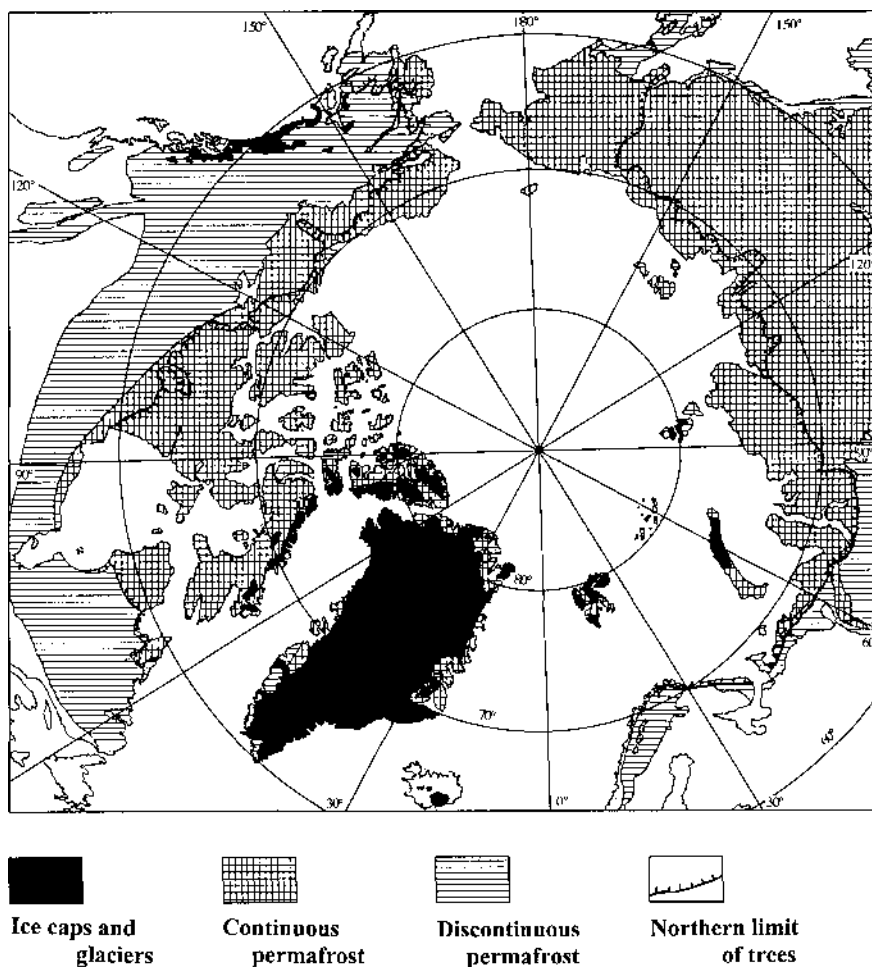 180°
150°
150°
120°
120°
90°
90°
80°
60
70°
60°
30°
0°
30°
Ice caps and
glaciers
Continuous
permafrost
Discontinuous
permafrost
Northern limit
of trees